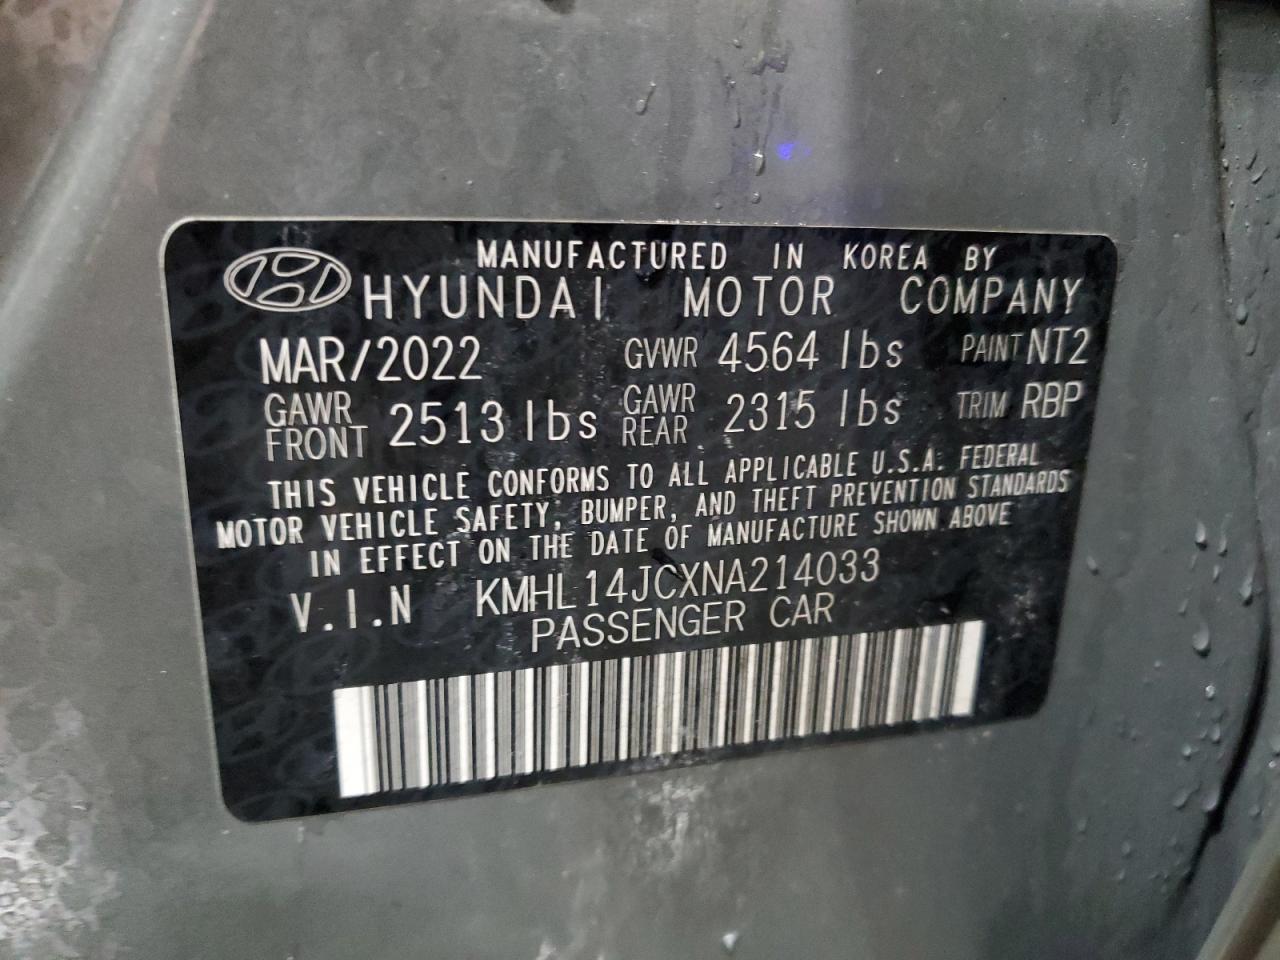 MANUFACTURED IN KOREA BY
HYUNDAI MOTOR COMPANY
MAR/2022 GVWR 4564 lbs PAINT NT2
GAWR FRONT 2513 lbs GAWR REAR 2315 lbs TRIM RBP
THIS VEHICLE CONFORMS TO ALL APPLICABLE U.S.A. FEDERAL
MOTOR VEHICLE SAFETY, BUMPER, AND THEFT PREVENTION STANDARDS
IN EFFECT ON THE DATE OF MANUFACTURE SHOWN ABOVE
V.I.N KMHL14JCXNA214033
PASSENGER CAR